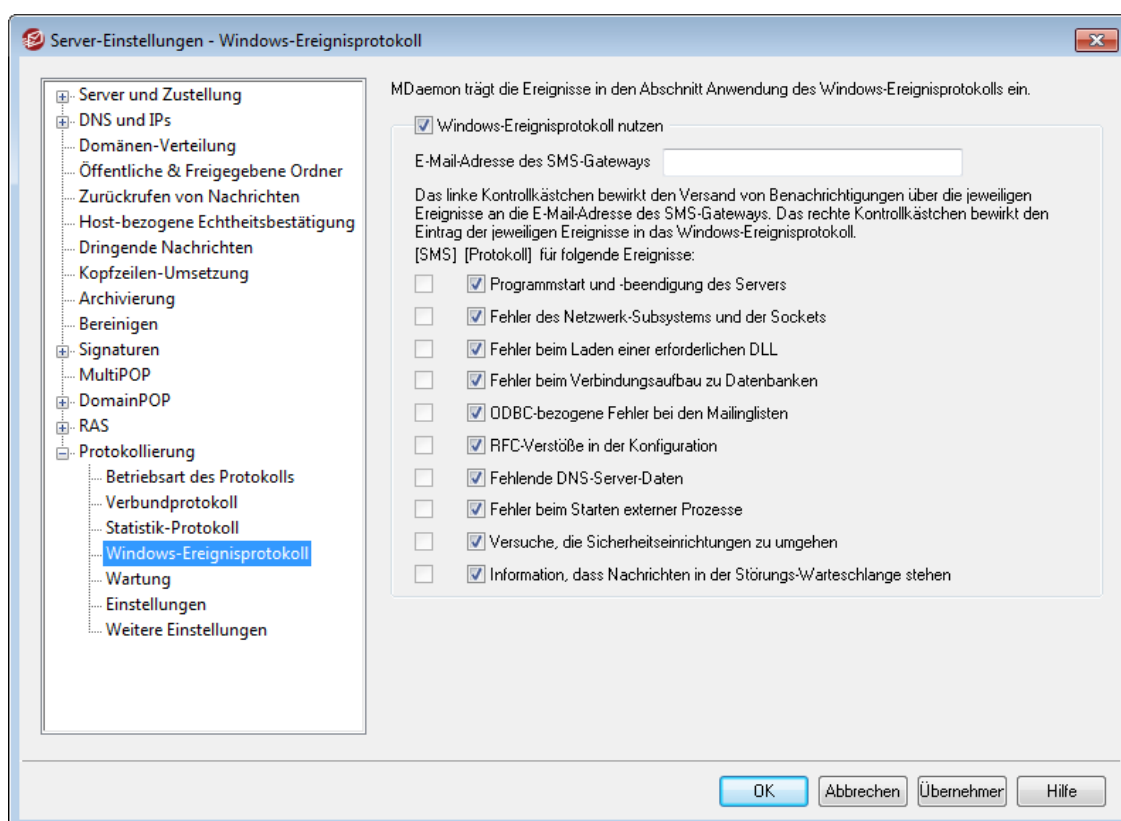 Server-Einstellungen - Windows-Ereignisprotokoll
Server und Zustellung
DNS und IPs
Domänen-Verteilung
Öffentliche & Freigegebene Ordner
Zurückrufen von Nachrichten
Host-bezogene Echtheitsbestätigung
Dringende Nachrichten
Kopfzeilen-Umsetzung
Archivierung
Bereinigen
Signaturen
MultiPOP
DomainPOP
RAS
Protokollierung
Betriebsart des Protokolls
Verbundprotokoll
Statistik-Protokoll
Windows-Ereignisprotokoll
Wartung
Einstellungen
Weitere Einstellungen
MDaemon trägt die Ereignisse in den Abschnitt Anwendung des Windows-Ereignisprotokolls ein.
Windows-Ereignisprotokoll nutzen
E-Mail-Adresse des SMS-Gateways
Das linke Kontrollkästchen bewirkt den Versand von Benachrichtigungen über die jeweiligen
Ereignisse an die E-Mail-Adresse des SMS-Gateways. Das rechte Kontrollkästchen bewirkt den
Eintrag der jeweiligen Ereignisse in das Windows-Ereignisprotokoll.
[SMS] [Protokoll] für folgende Ereignisse:
Programmstart und -beendigung des Servers
Fehler des Netzwerk-Subsystems und der Sockets
Fehler beim Laden einer erforderlichen DLL
Fehler beim Verbindungsaufbau zu Datenbanken
ODBC-bezogene Fehler bei den Mailinglisten
RFC-Verstöße in der Konfiguration
Fehlende DNS-Server-Daten
Fehler beim Starten externer Prozesse
Versuche, die Sicherheitseinrichtungen zu umgehen
Information, dass Nachrichten in der Störungs-Warteschlange stehen
OK
Abbrechen
Übernehmer
Hilfe